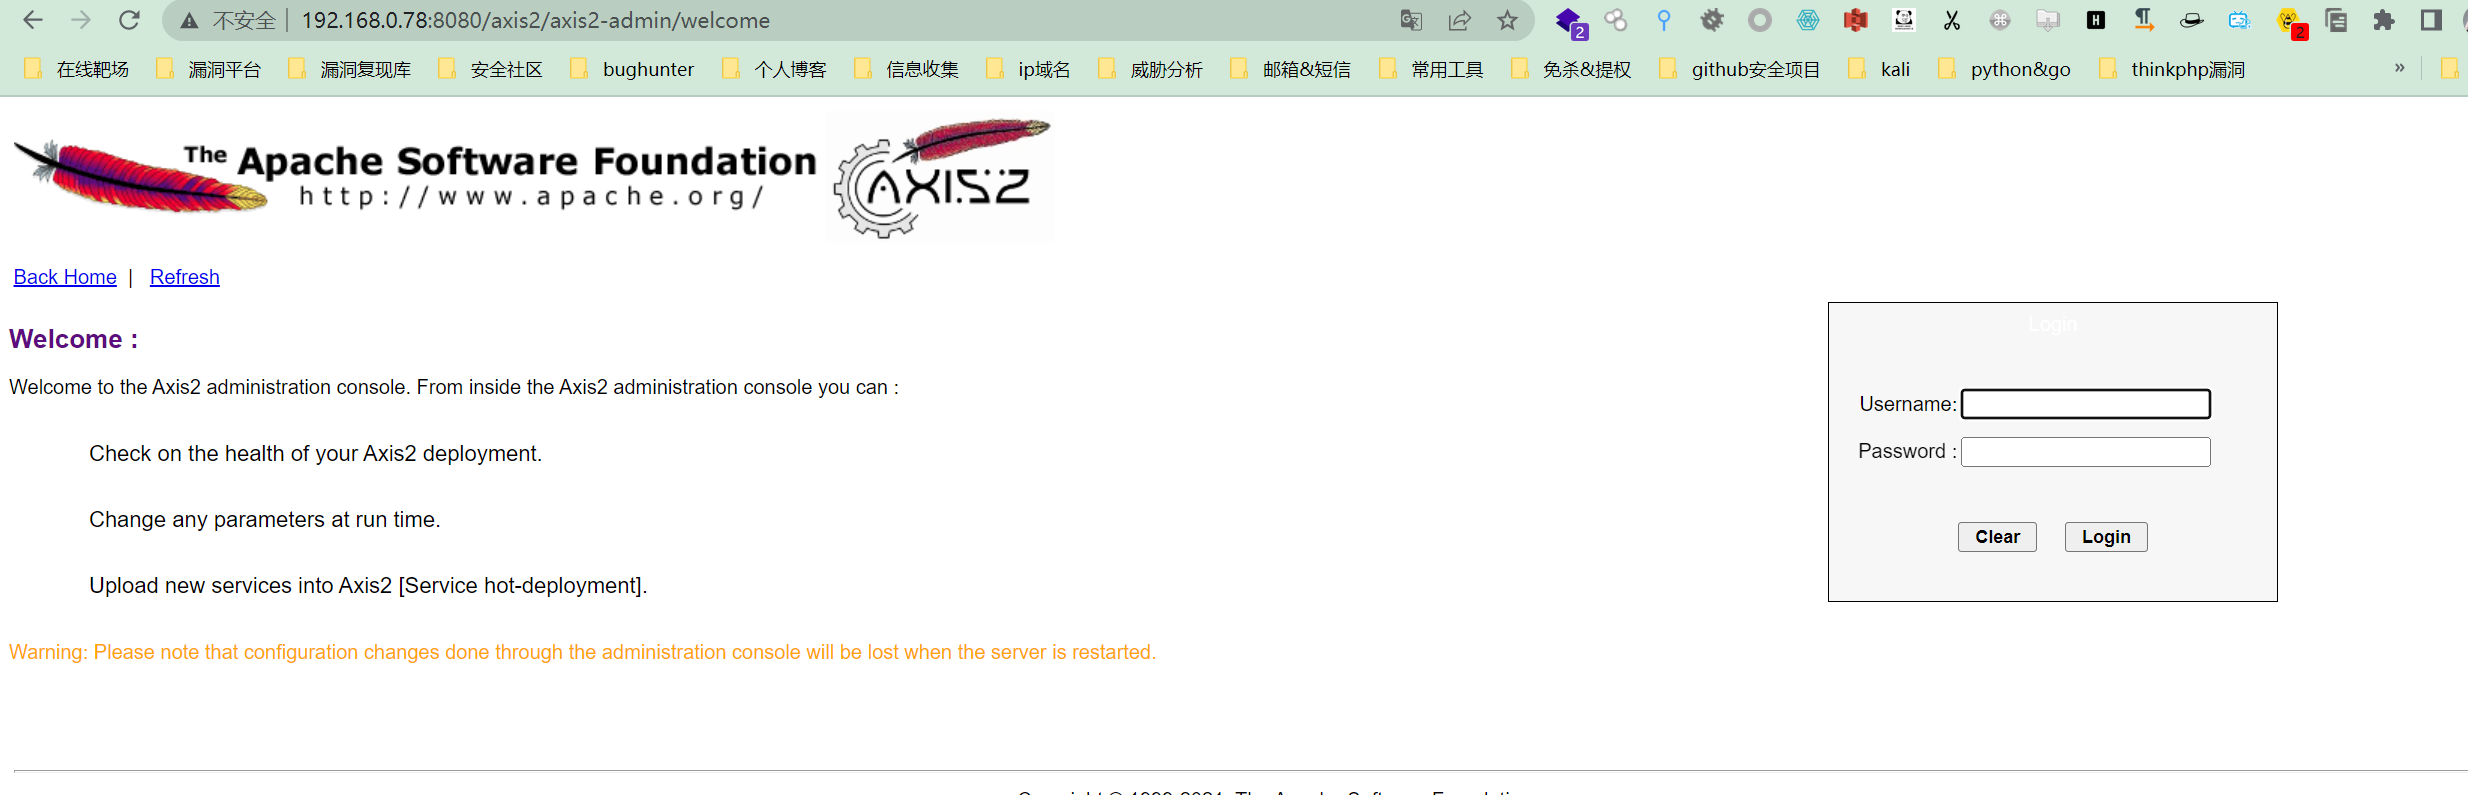 不安全 | 192.168.0.78:8080/axis2/axis2-admin/welcome
2
2
在线靶场 漏洞平台 漏洞复现库 安全社区 bughunter 个人博客 信息收集 ip域名 威胁分析 邮箱&短信 常用工具 免杀&提权 github安全项目 kali python&go thinkphp漏洞 »
The Apache Software Foundation
http://www.apache.org/
AXIS2
Back Home | Refresh
Login
Welcome :
Welcome to the Axis2 administration console. From inside the Axis2 administration console you can :
Username:
Password :
Check on the health of your Axis2 deployment.
Change any parameters at run time.
Clear Login
Upload new services into Axis2 [Service hot-deployment].
Warning: Please note that configuration changes done through the administration console will be lost when the server is restarted.